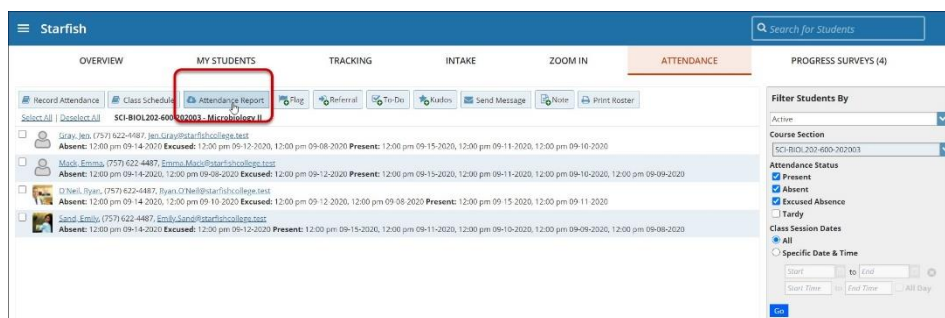 Starfish
Search for Students
OVERVIEW MY STUDENTS TRACKING INTAKE ZOOM IN ATTENDANCE PROGRESS SURVEYS (4)
Record Attendance Class Schedule Attendance Report Flag Referral To-Do Kudos Send Message Note Print Roster
Select All | Deselect All SCI-BIOL202-600-202003 - Microbiology II
Gray, Jen, (757) 622-4487, Jen.Gray@starfishcollege.test
Absent: 12:00 pm 09-14-2020 Excused: 12:00 pm 09-12-2020, 12:00 pm 09-08-2020 Present: 12:00 pm 09-15-2020, 12:00 pm 09-11-2020, 12:00 pm 09-10-2020
Mack, Emma, (757) 622-4487, Emma.Mack@starfishcollege.test
Absent: 12:00 pm 09-14-2020, 12:00 pm 09-08-2020 Excused: 12:00 pm 09-12-2020 Present: 12:00 pm 09-15-2020, 12:00 pm 09-11-2020, 12:00 pm 09-10-2020, 12:00 pm 09-09-2020
O'Neil, Ryan, (757) 622-4487, Ryan.O'Neil@starfishcollege.test
Absent: 12:00 pm 09-14-2020, 12:00 pm 09-10-2020 Excused: 12:00 pm 09-12-2020, 12:00 pm 09-08-2020 Present: 12:00 pm 09-15-2020, 12:00 pm 09-11-2020
Sand, Emily, (757) 622-4487, Emily.Sand@starfishcollege.test
Absent: 12:00 pm 09-14-2020 Excused: 12:00 pm 09-12-2020 Present: 12:00 pm 09-15-2020, 12:00 pm 09-11-2020, 12:00 pm 09-10-2020, 12:00 pm 09-09-2020, 12:00 pm 09-08-2020
Filter Students By
Active
Course Section
SCI-BIOL202-600-202003
Attendance Status
Present
Absent
Excused Absence
Tardy
Class Session Dates
All
Specific Date & Time
Start to End
Start Time to End Time All Day
Go